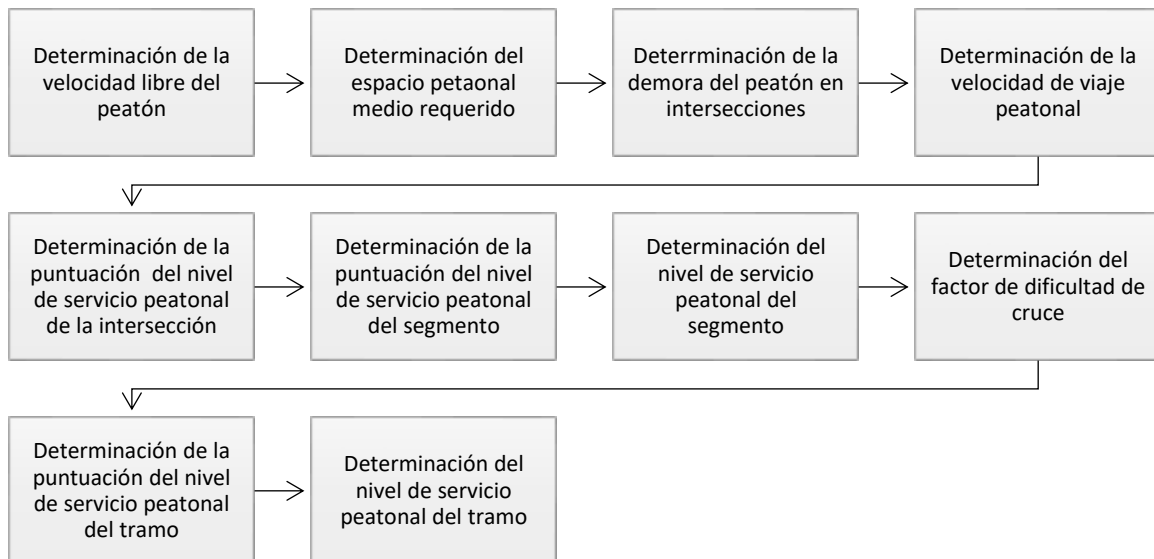 Determinación de la
velocidad libre del
peatón
Determinación del
espacio petaonal
medio requerido
Deterrminación de la
demora del peatón en
intersecciones
Determinación de la
velocidad de viaje
peatonal
Determinación de la
puntuación  del nivel
de servicio peatonal
de la intersección
Determinación de la
puntuación del nivel
de servicio peatonal
del segmento
Determinación del
nivel de servicio
peatonal del
segmento
Determinación del
factor de dificultad de
cruce
Determinación de la
puntuación del nivel
de servicio peatonal
del tramo
Determinación del
nivel de servicio
peatonal del tramo